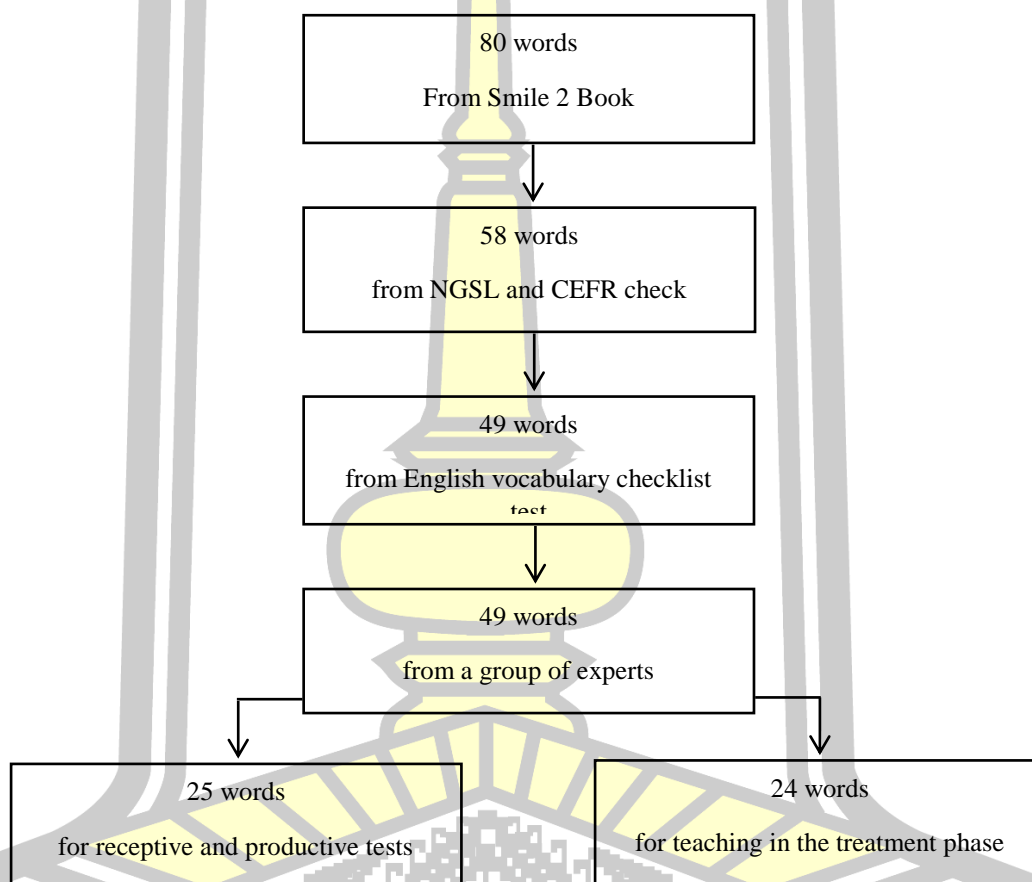 80 words
From Smile 2 Book
58 words
from NGSL and CEFR check
49 words
from English vocabulary checklist
test
49 words
from a group of experts
25 words
for receptive and productive tests
24 words
for teaching in the treatment phase